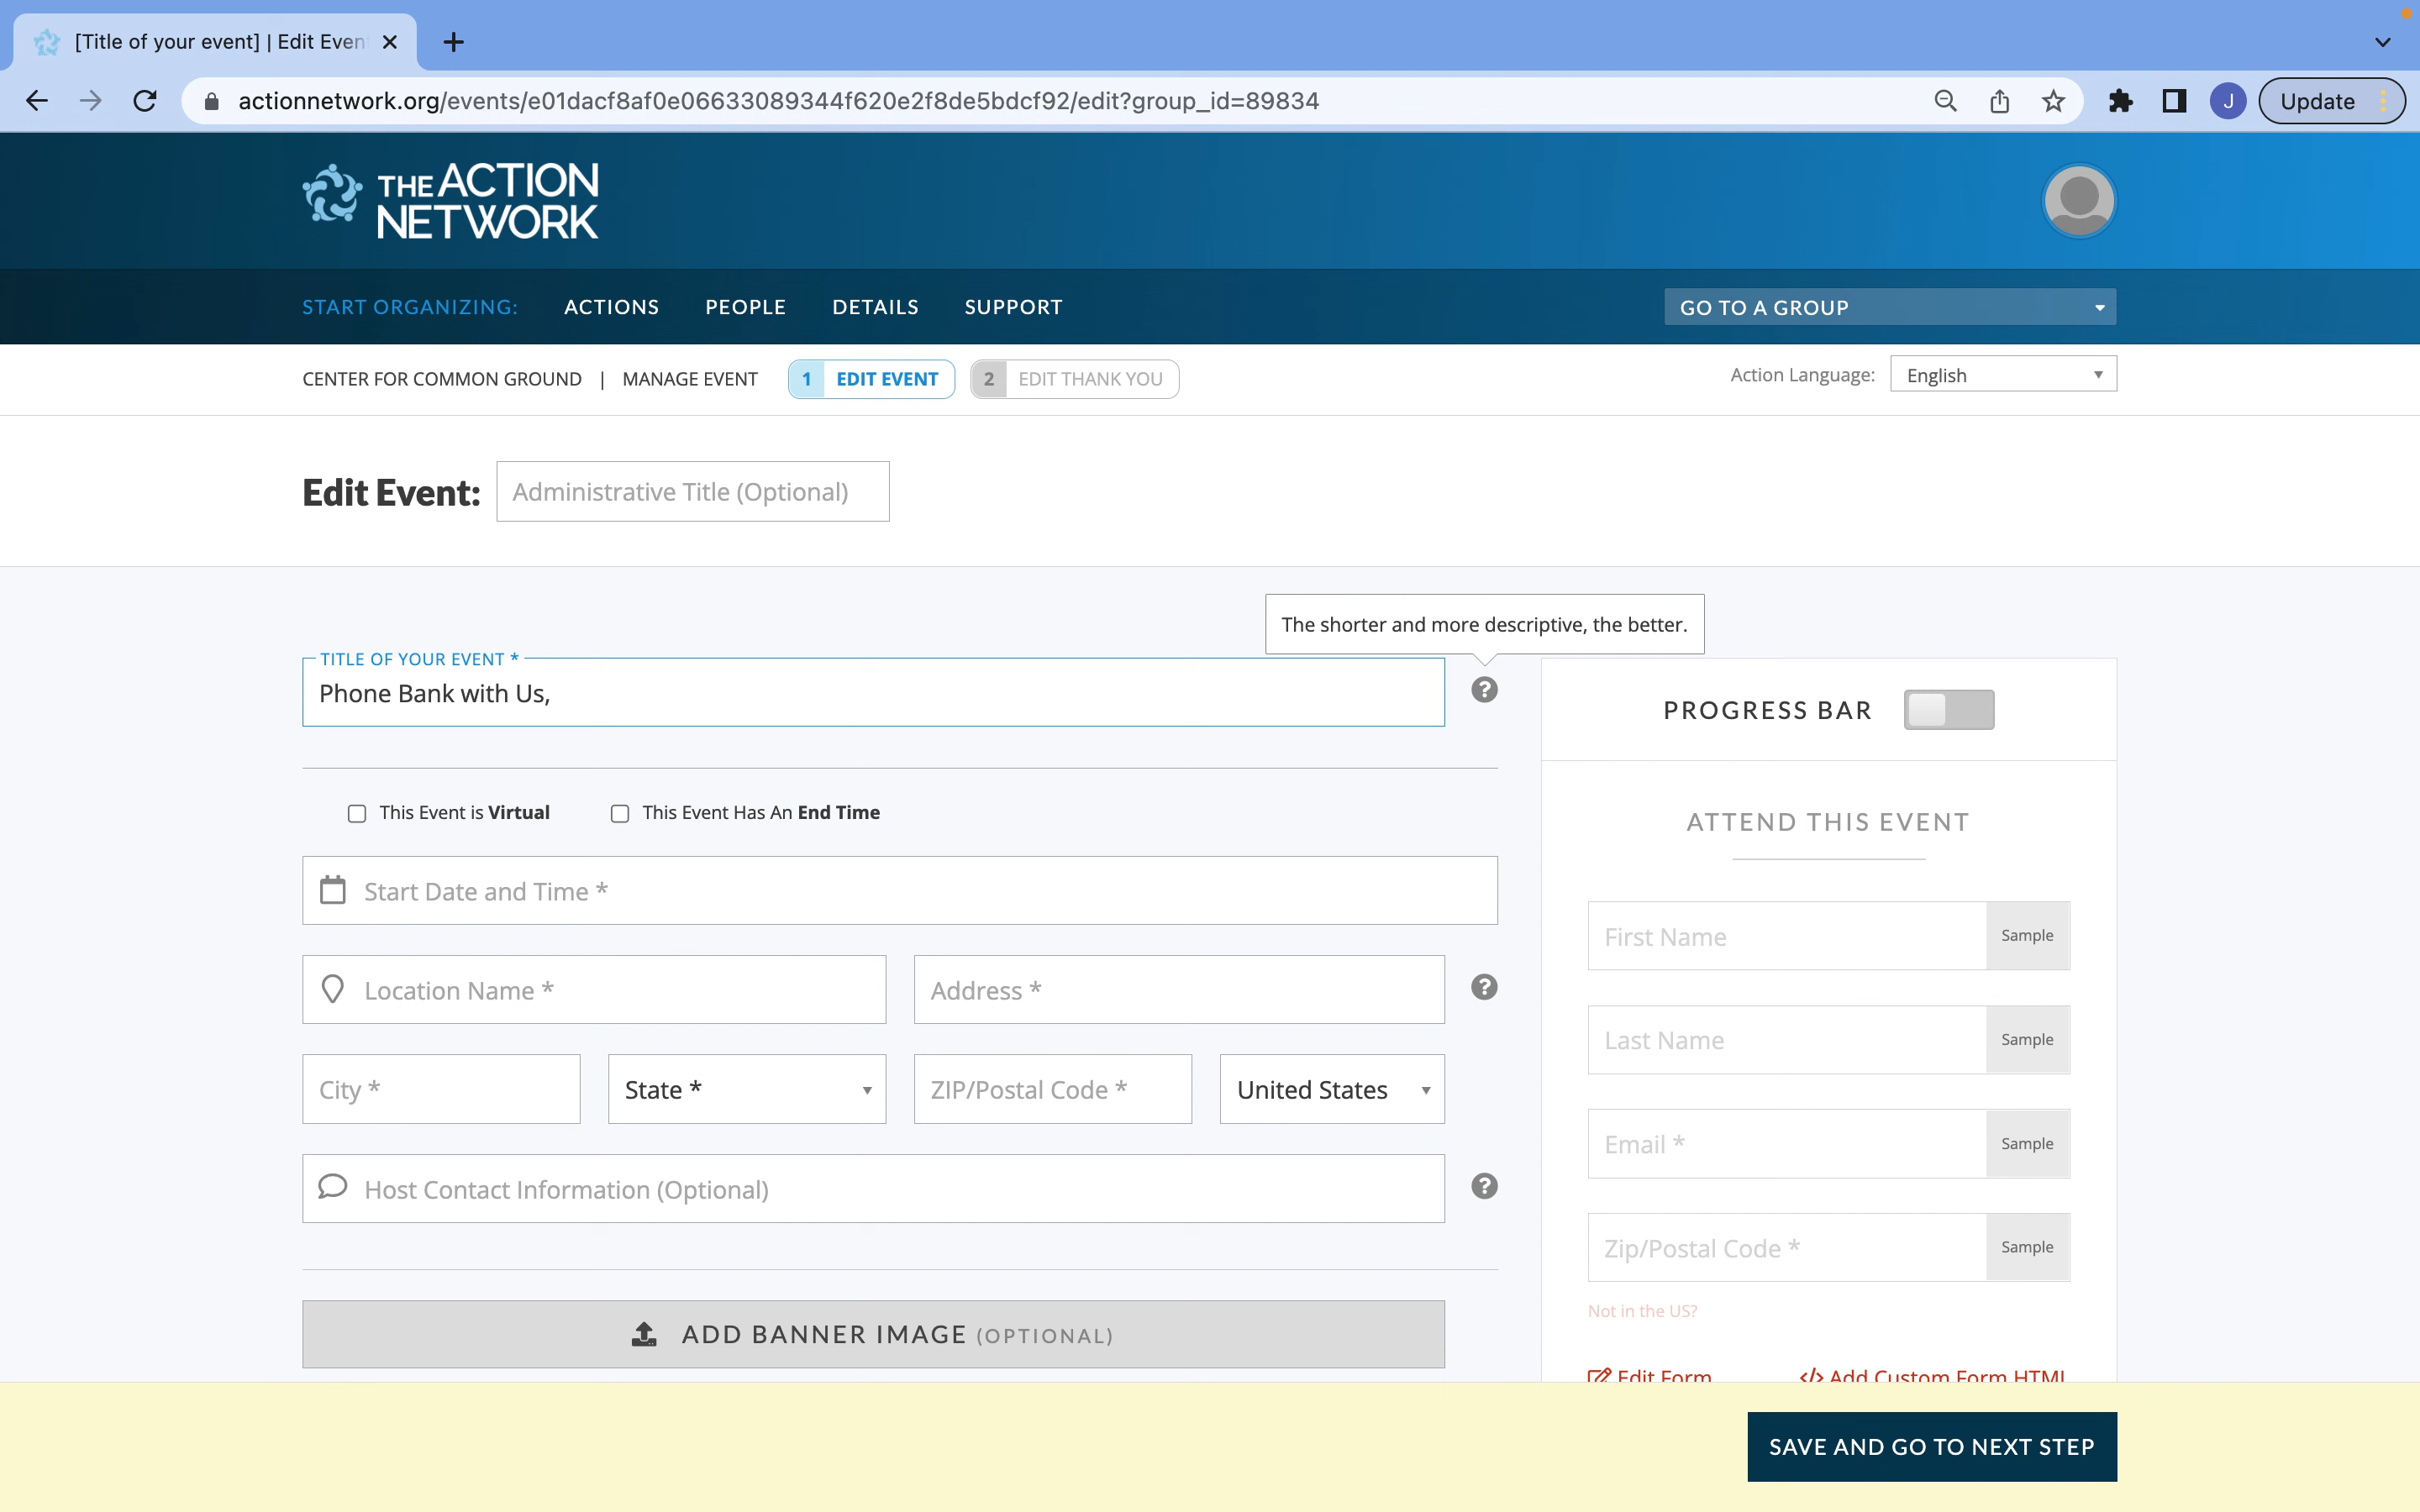 [Title of your event] | Edit Even
actionnetwork.org/events/e01dacf8af0e06633089344f620e2f8de5bdcf92/edit?group_id=89834
J
Update
THE ACTION
NETWORK
START ORGANIZING:
ACTIONS
PEOPLE
DETAILS
SUPPORT
GO TO A GROUP
CENTER FOR COMMON GROUND | MANAGE EVENT
1 EDIT EVENT
2 EDIT THANK YOU
Action Language:
English
Edit Event:
Administrative Title (Optional)
The shorter and more descriptive, the better.
TITLE OF YOUR EVENT *
Phone Bank with Us,
?
This Event is Virtual
This Event Has An End Time
Start Date and Time *
Location Name *
Address *
?
City *
State *
ZIP/Postal Code *
United States
Host Contact Information (Optional)
?
ADD BANNER IMAGE (OPTIONAL)
PROGRESS BAR
ATTEND THIS EVENT
First Name
Sample
Last Name
Sample
Email *
Sample
Zip/Postal Code *
Sample
Not in the US?
Edit Form
</> Add Custom Form HTML
SAVE AND GO TO NEXT STEP